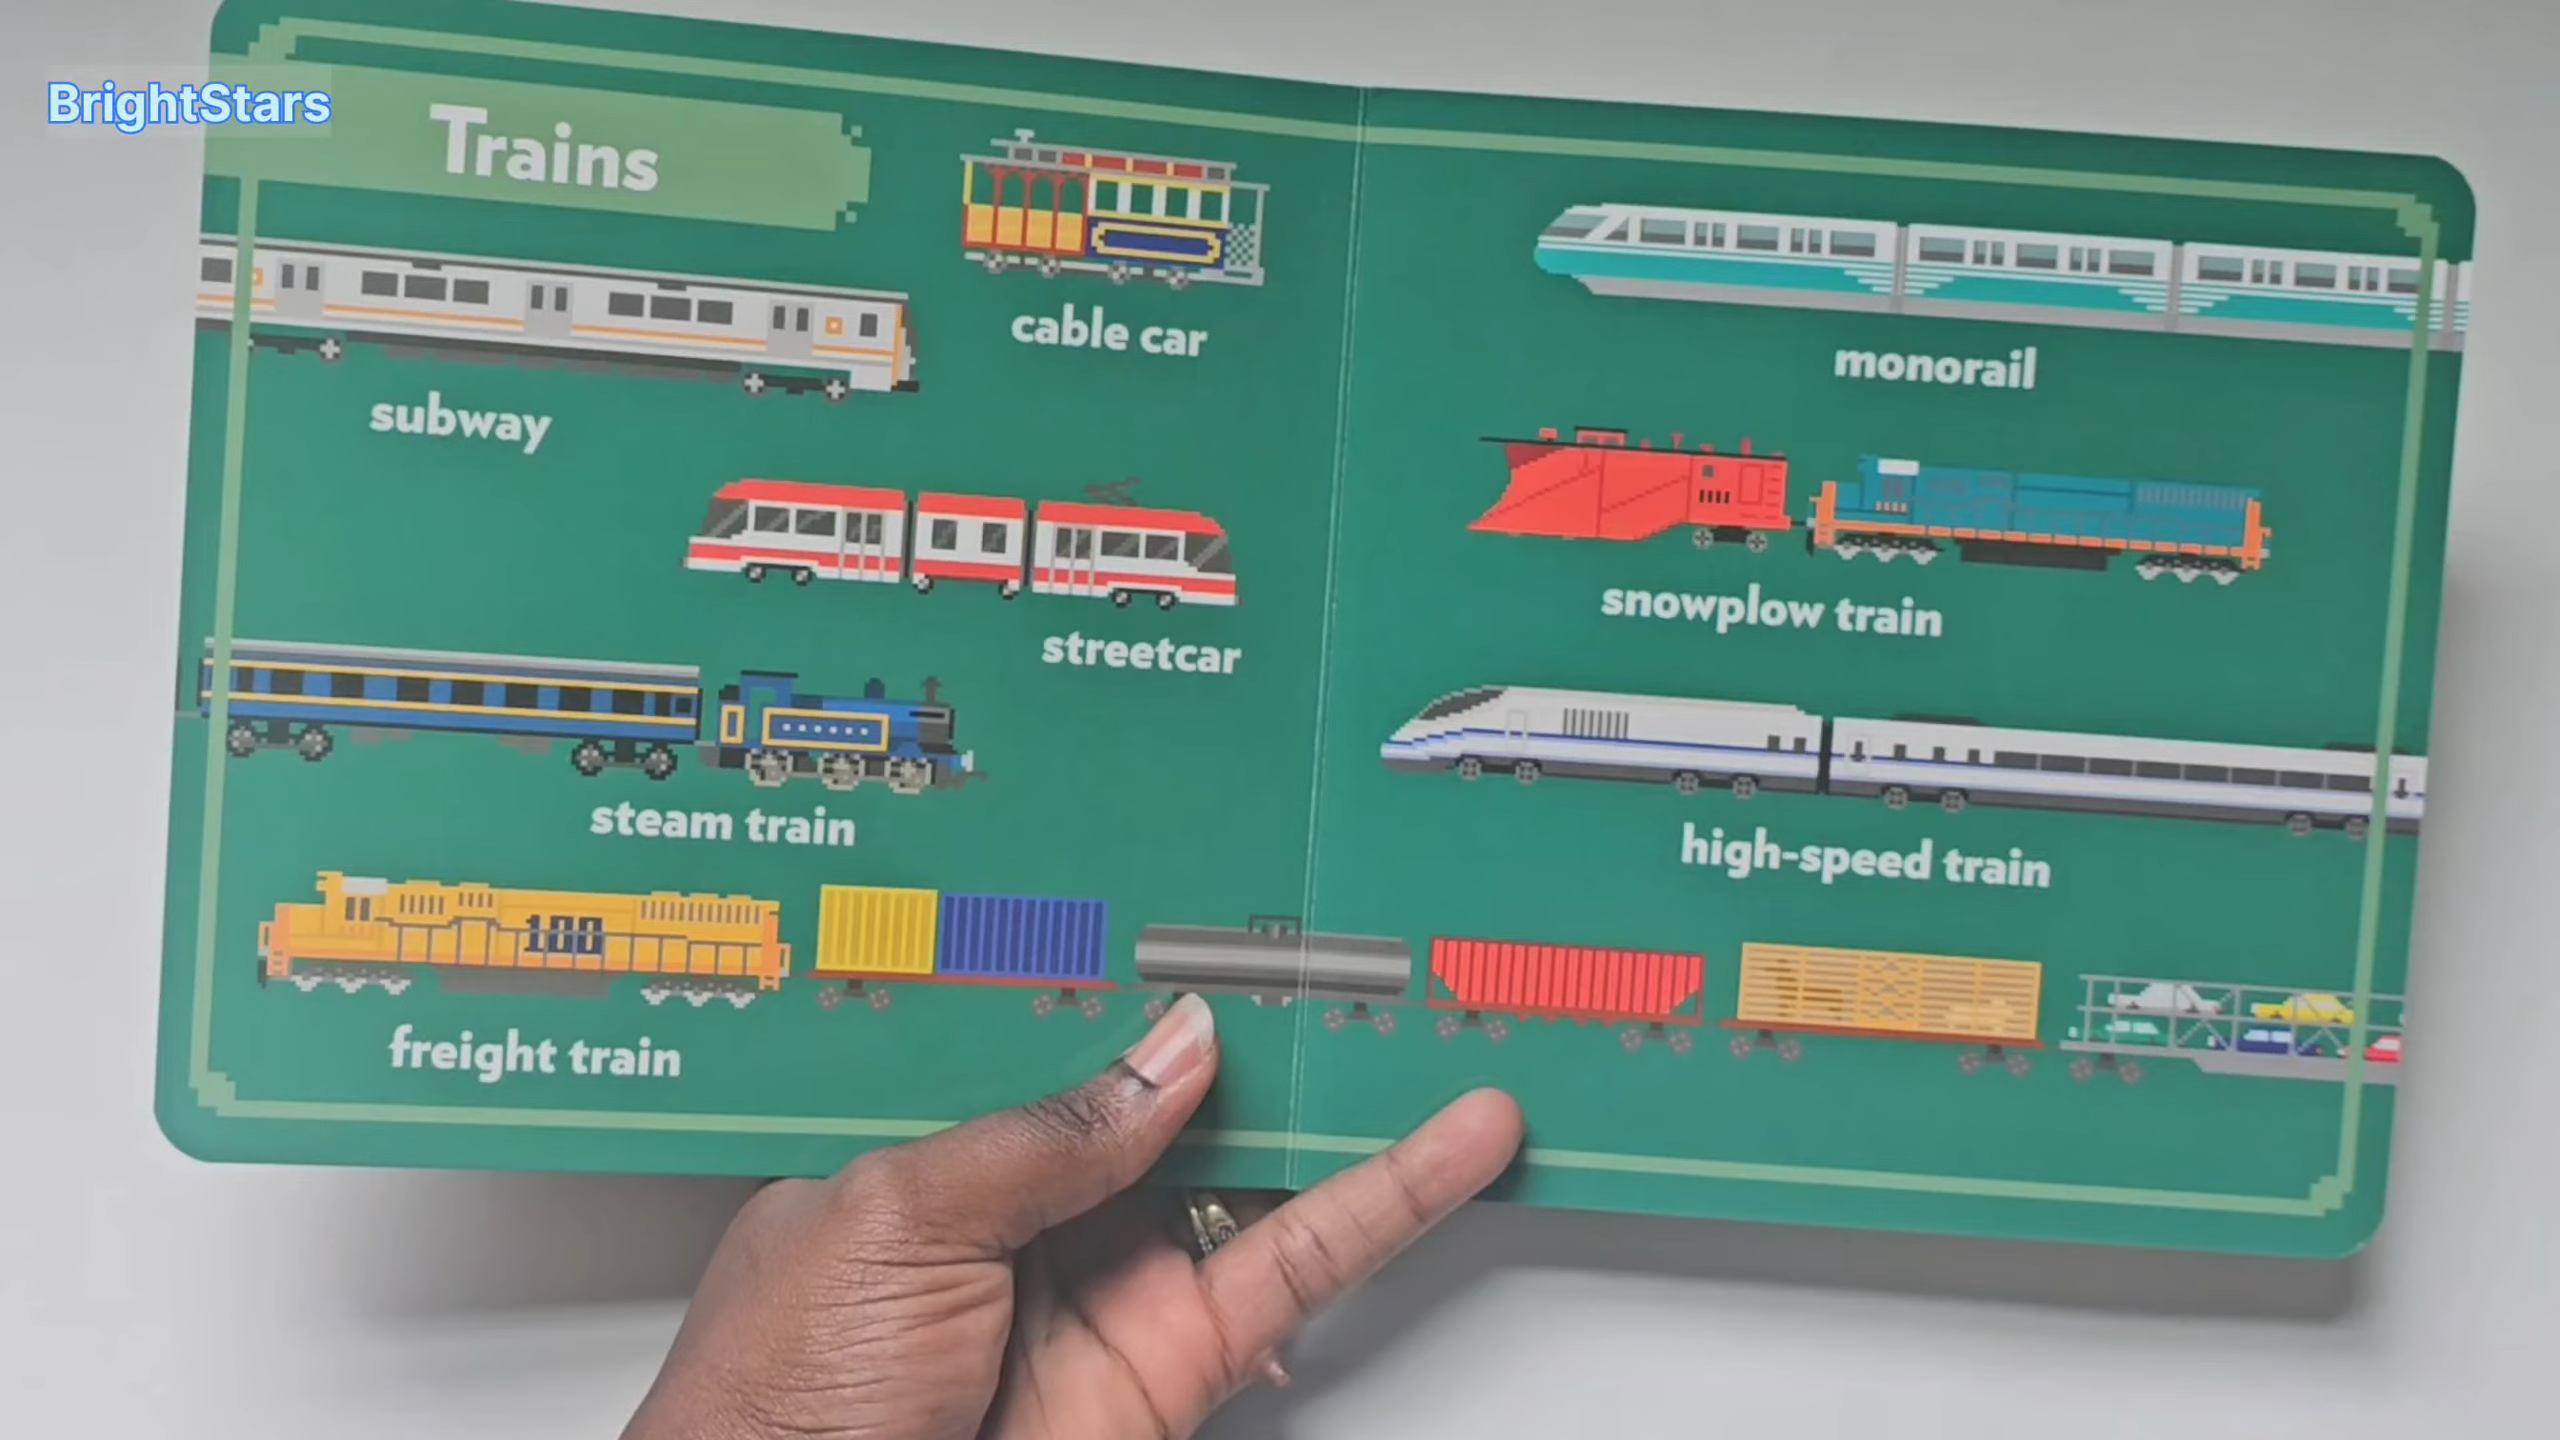 BrightStars
Trains
cable car
subway
streetcar
steam train
100
freight train
monorail
snowplow train
high-speed train